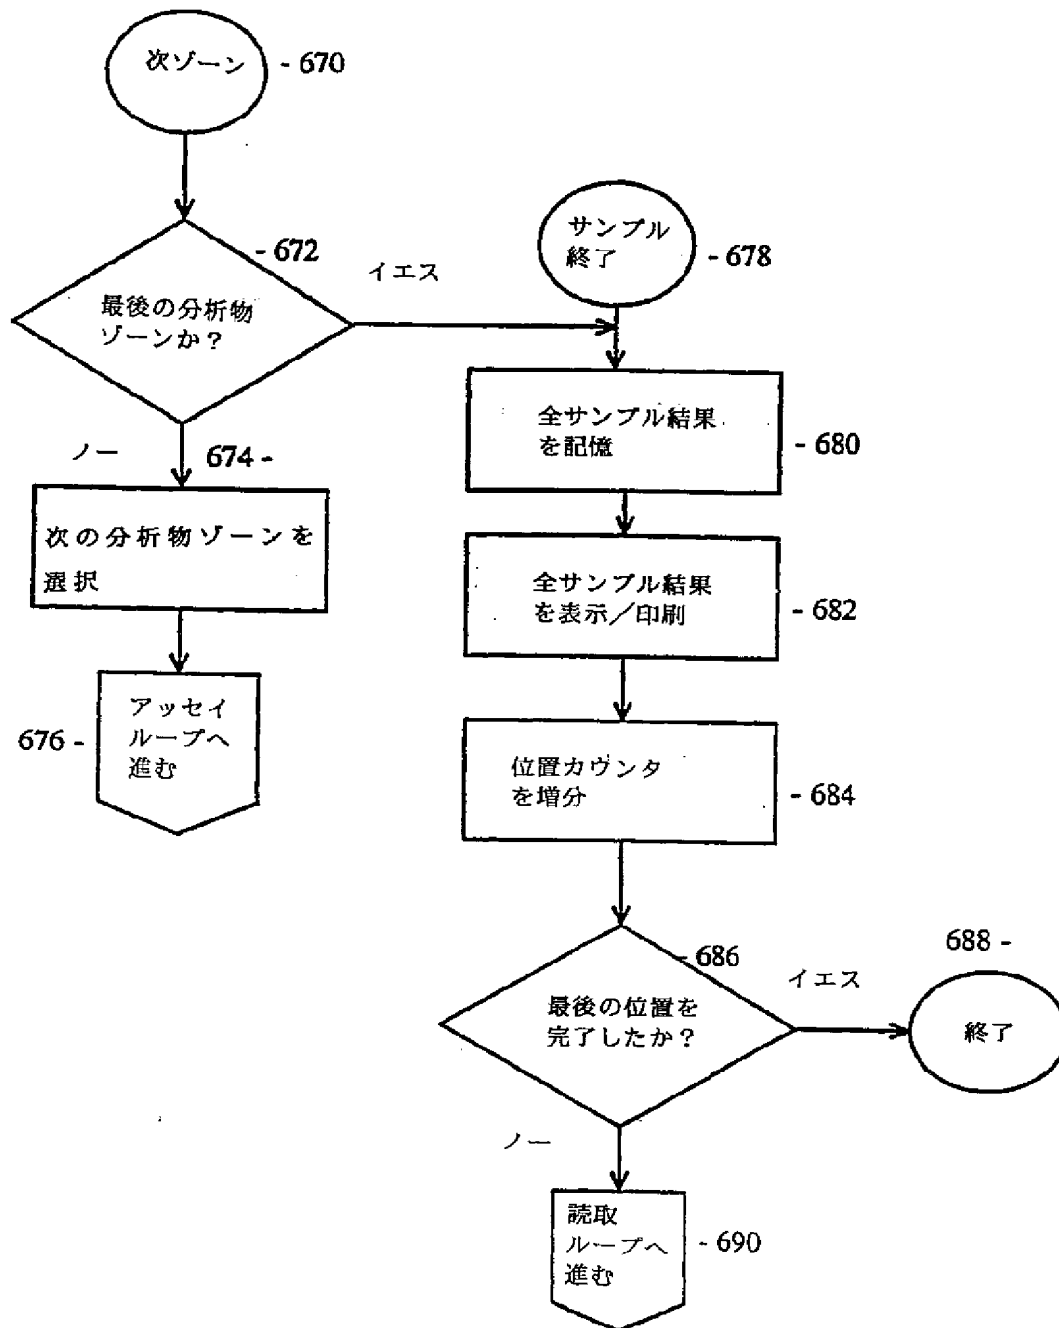 次ゾーン
- 670
- 672
最後の分析物
ゾーンか？
イエス
ノー
674 -
次の分析物ゾーンを
選択
676 -
アッセイ
ループへ
進む
サンプル
終了
- 678
全サンプル結果
を記憶
- 680
全サンプル結果
を表示／印刷
- 682
位置カウンタ
を増分
- 684
- 686
最後の位置を
完了したか？
イエス
688 -
終了
ノー
読取
ループへ
進む
- 690